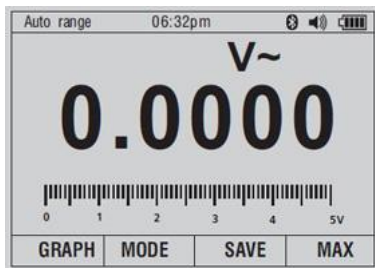 Auto range 06:32pm
V~
0.0000
0 1 2 3 4 5V
GRAPH MODE SAVE MAX